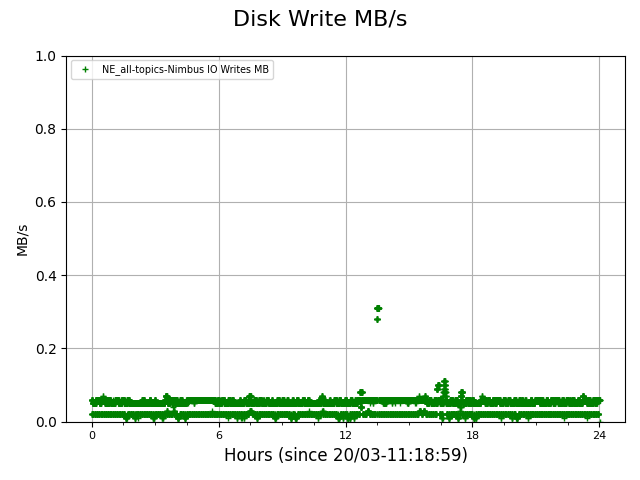 Disk Write MB/s
1.0
NE_all-topics-Nimbus IO Writes MB
0.8
0.6
0.4
0.2
0.0
MB/s
0 6 12 18 24
Hours (since 20/03-11:18:59)